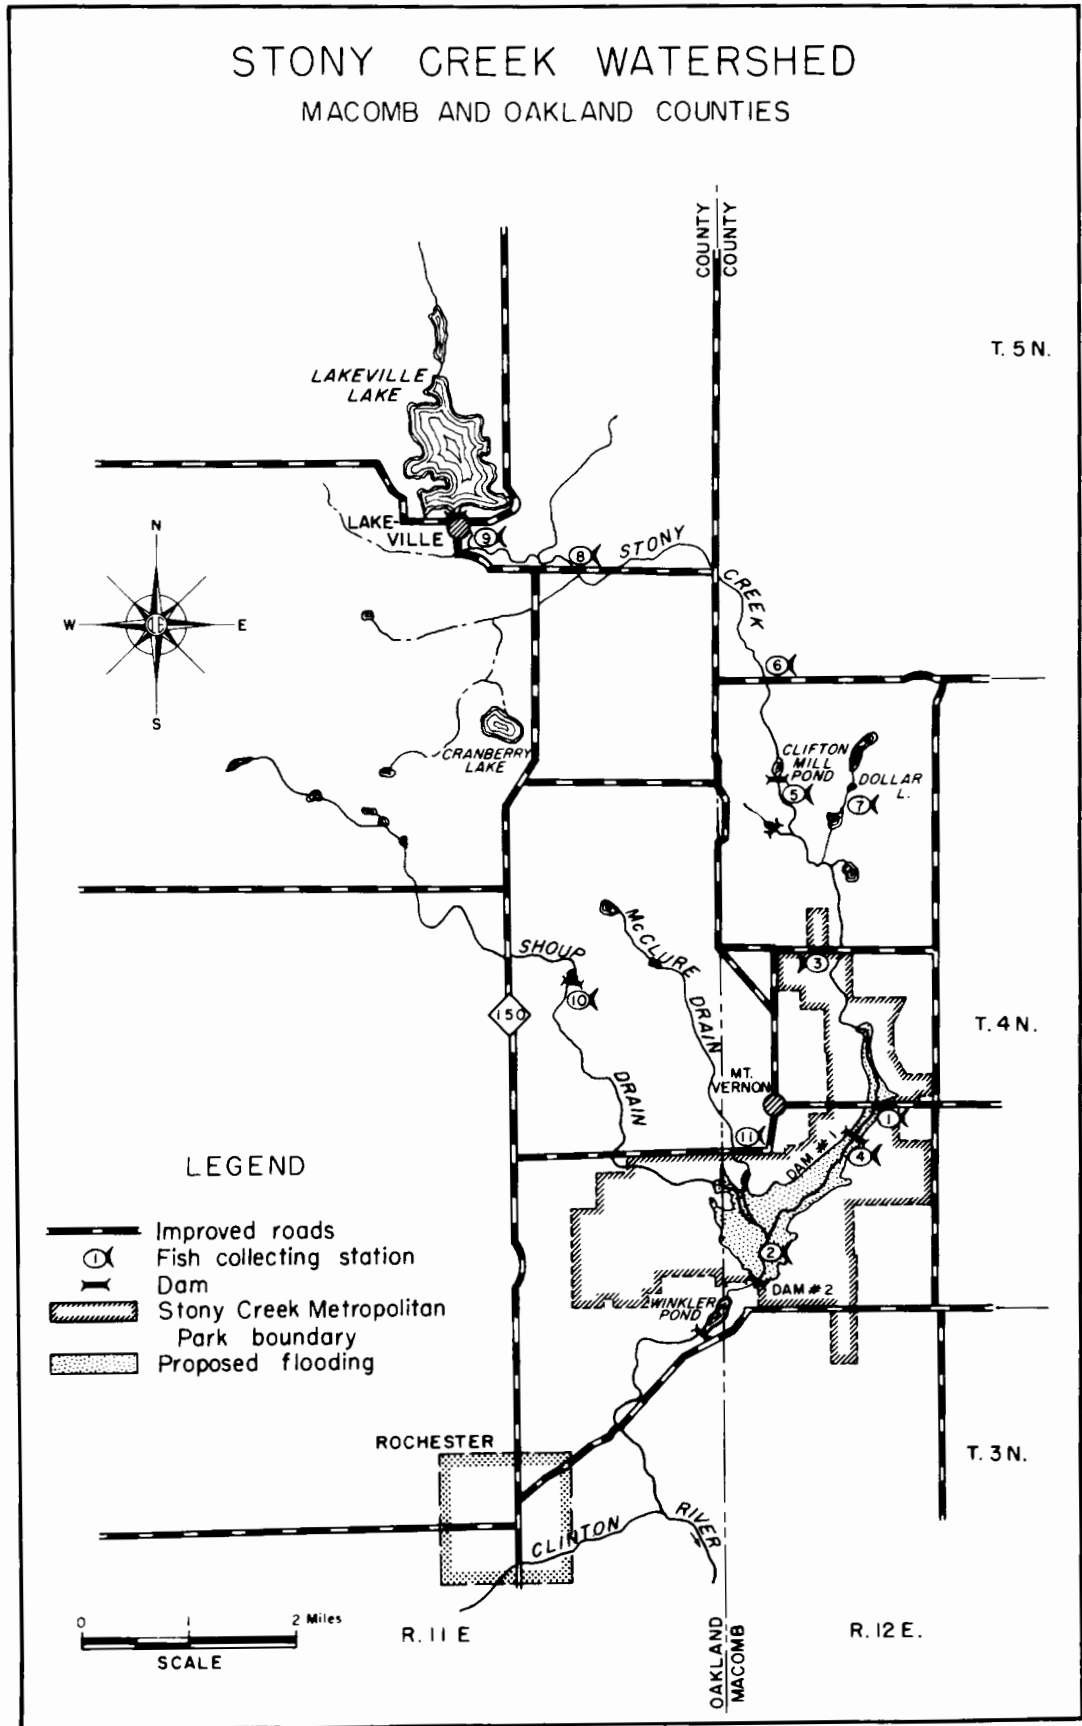 STONY CREEK WATERSHED
MACOMB AND OAKLAND COUNTIES
COUNTY
COUNTY
T. 5 N.
LAKEVILLE
LAKE
LAKE-
VILLE
9
8
STONY
CREEK
N
W
E
S
6
CLIFTON
MILL
POND
DOLLAR
L.
5
7
CRANBERRY
LAKE
SHOUP
DRAIN
McCLURE
DRAIN
3
10
150
T. 4 N.
MT.
VERNON
1
11
DAM #1
4
2
DAM #2
WINKLER
POND
LEGEND
Improved roads
1 Fish collecting station
Dam
Stony Creek Metropolitan
Park boundary
Proposed flooding
ROCHESTER
T. 3 N.
CLINTON
RIVER
0 1 2 Miles
SCALE
R. 11 E
OAKLAND
MACOMB
R. 12 E.